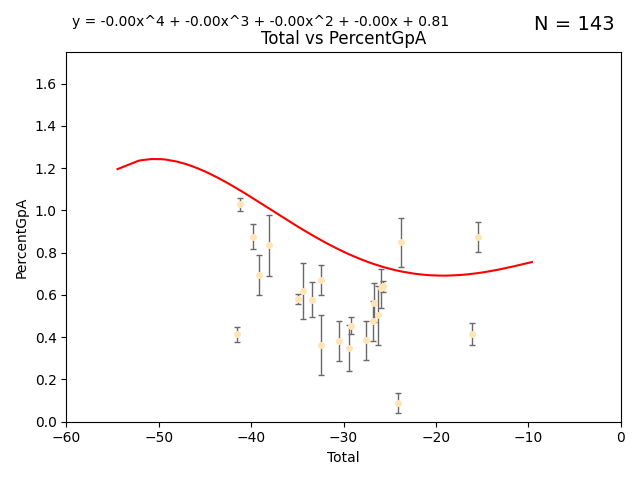 y = -0.00x^4 + -0.00x^3 + -0.00x^2 + -0.00x + 0.81
N = 143
Total vs PercentGpA
1.6
1.4
1.2
1.0
0.8
0.6
0.4
0.2
0.0
PercentGpA
−60 −50 −40 −30 −20 −10 0
Total